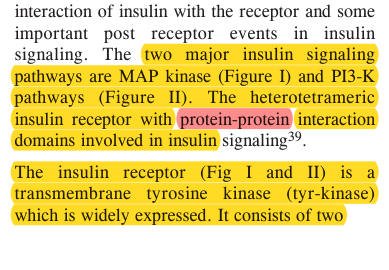 interaction of insulin with the receptor and some
important post receptor events in insulin
signaling. The two major insulin signaling
pathways are MAP kinase (Figure I) and PI3-K
pathways (Figure II). The heterotetrameric
insulin receptor with protein-protein interaction
domains involved in insulin signaling39.
The insulin receptor (Fig I and II) is a
transmembrane tyrosine kinase (tyr-kinase)
which is widely expressed. It consists of two